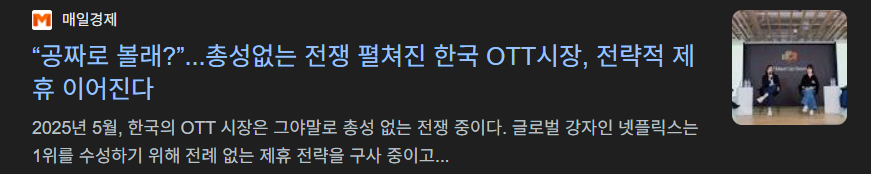 매일경제
“공짜로 볼래?”...총성없는 전쟁 펼쳐진 한국 OTT시장, 전략적 제
휴 이어진다
2025년 5월, 한국의 OTT 시장은 그야말로 총성 없는 전쟁 중이다. 글로벌 강자인 넷플릭스는
1위를 수성하기 위해 전례 없는 제휴 전략을 구사 중이고...